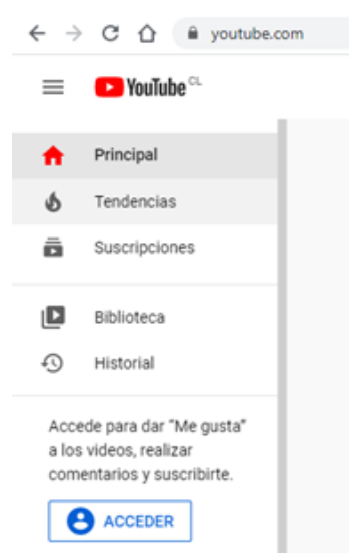 youtube.com
YouTube CL
Principal
Tendencias
Suscripciones
Biblioteca
Historial
Accede para dar "Me gusta"
a los videos, realizar
comentarios y suscribirte.
ACCEDER